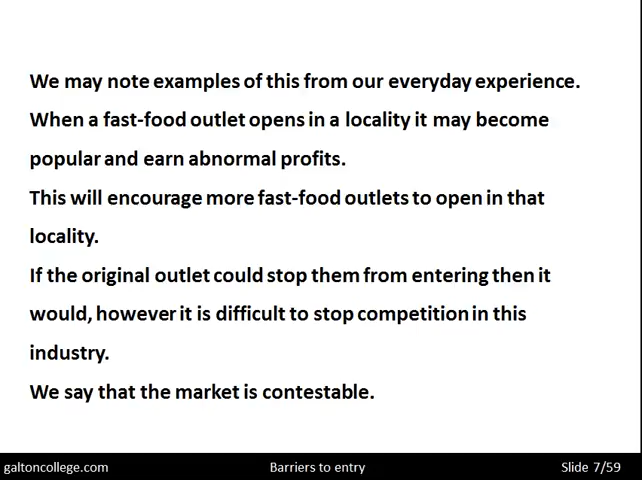 We may note examples of this from our everyday experience.
When a fast-food outlet opens in a locality it may become
popular and earn abnormal profits.
This will encourage more fast-food outlets to open in that
locality.
If the original outlet could stop them from entering then it
would, however it is difficult to stop competition in this
industry.
We say that the market is contestable.
galtoncollege.com Barriers to entry Slide 7/59